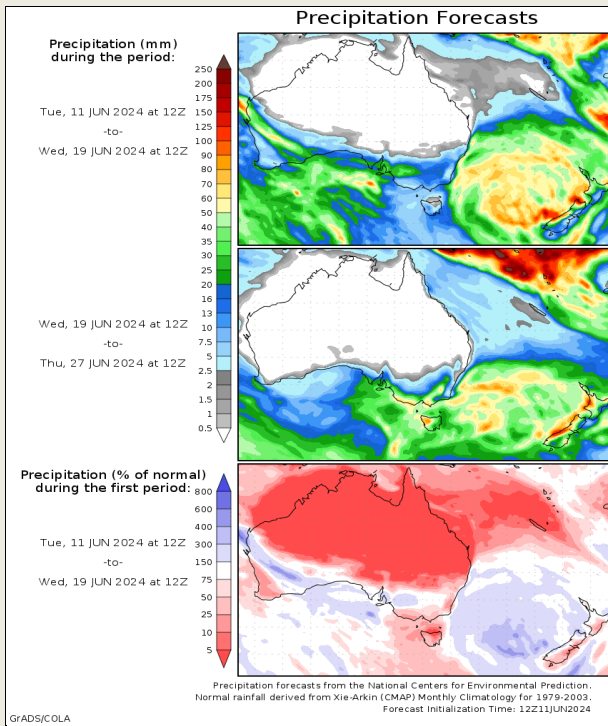 Precipitation Forecasts
Precipitation (mm)
during the period:
Tue, 11 JUN 2024 at 12Z
-to-
Wed, 19 JUN 2024 at 12Z
250
200
175
150
125
100
90
80
70
60
50
40
35
30
25
20
16
13
10
7.5
5
2.5
2
1.5
1
0.5
Wed, 19 JUN 2024 at 12Z
-to-
Thu, 27 JUN 2024 at 12Z
Precipitation (% of normal)
during the first period:
Tue, 11 JUN 2024 at 12Z
-to-
Wed, 19 JUN 2024 at 12Z
800
600
400
300
150
75
50
25
10
5
Precipitation forecasts from the National Centers for Environmental Prediction.
Normal rainfall derived from Xie-Arkin (CMAP) Monthly Climatology for 1979-2003.
Forecast Initialization Time: 12Z11JUN2024
GrADS/COLA